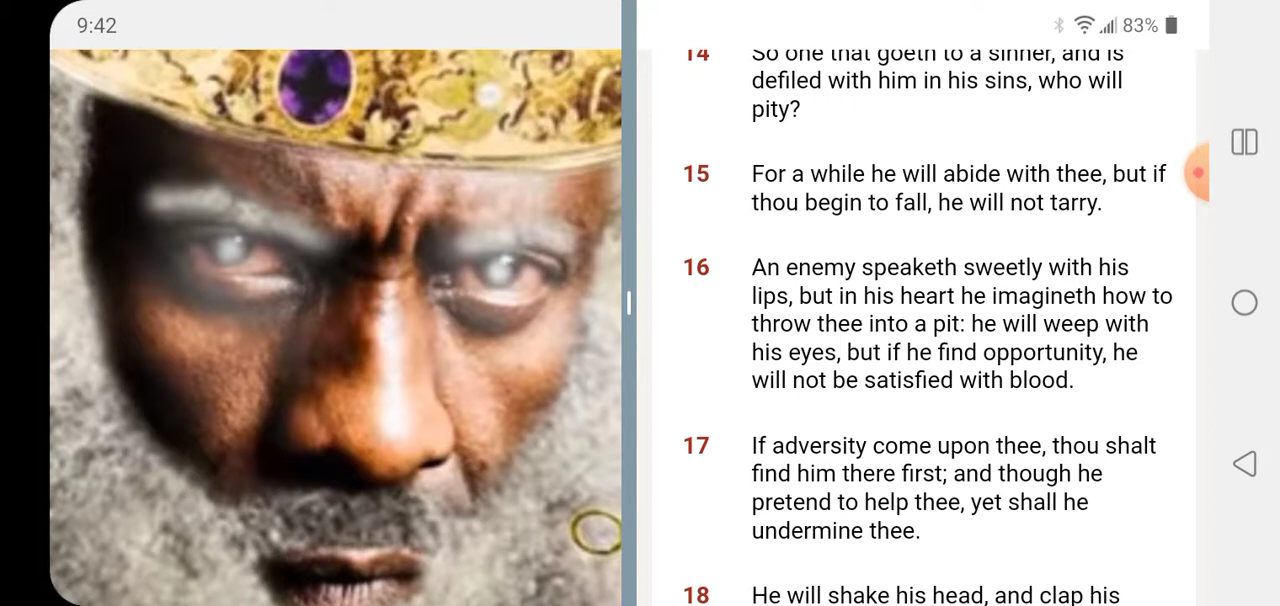 9:42
83%
14 So one that goeth to a sinner, and is
defiled with him in his sins, who will
pity?
15 For a while he will abide with thee, but if
thou begin to fall, he will not tarry.
16 An enemy speaketh sweetly with his
lips, but in his heart he imagineth how to
throw thee into a pit: he will weep with
his eyes, but if he find opportunity, he
will not be satisfied with blood.
17 If adversity come upon thee, thou shalt
find him there first; and though he
pretend to help thee, yet shall he
undermine thee.
18 He will shake his head, and clap his